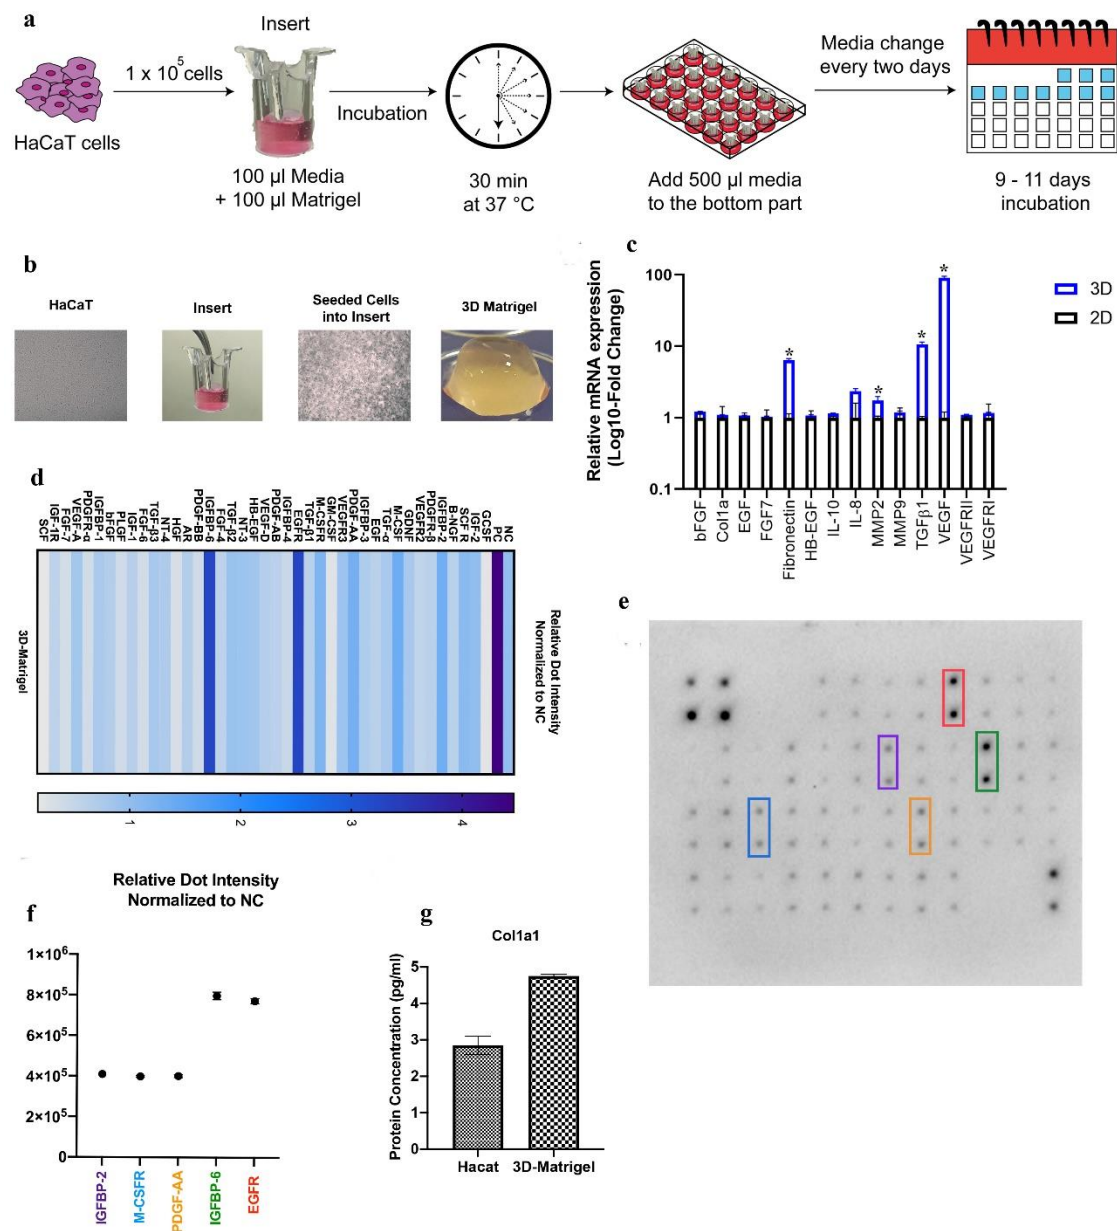 a
Insert
1 x 10⁵ cells
HaCaT cells
Incubation
100 µl Media
+ 100 µl Matrigel
30 min
at 37 °C
Add 500 µl media
to the bottom part
Media change
every two days
9 - 11 days
incubation
b
HaCaT
Insert
Seeded Cells
into Insert
3D Matrigel
c
Relative mRNA expression
(Log10-Fold Change)
100
10
1
0.1
bFGF
Col1a
EGF
FGF7
Fibronectin
HB-EGF
IL-10
IL-8
MMP2
MMP9
TGFβ1
VEGF
VEGFRII
VEGFRI
*
*
*
*
*
3D
2D
d
SCF
IGF-1R
FGF-7
VEGF-A
PDGFR-α
IGFBP-1
bFGF
PLGF
IGF-1
FGF-6
TGF-β3
NT-4
HGF
AR
PDGF-BB
IGFBP-6
FGF-4
TGF-β2
NT-3
HB-EGF
VEGF-D
PDGF-AB
IGFBP-4
EGFR
TGF-β1
M-CSFR
GM-CSF
VEGFR3
PDGF-AA
IGFBP-3
EGF
TGF-α
M-CSF
GDNF
VEGFR2
PDGFR-β
IGFBP-2
B-NGF
SCF R
IGF-2
GCSF
PC
NC
3D-Matrigel
Relative Dot Intensity
Normalized to NC
1
2
3
4
e
f
Relative Dot Intensity
Normalized to NC
1×10⁶
8×10⁵
6×10⁵
4×10⁵
2×10⁵
0
IGFBP-2
M-CSFR
PDGF-AA
IGFBP-6
EGFR
g
Col1a1
Protein Concentration (pg/ml)
5
4
3
2
1
0
Hacat
3D-Matrigel